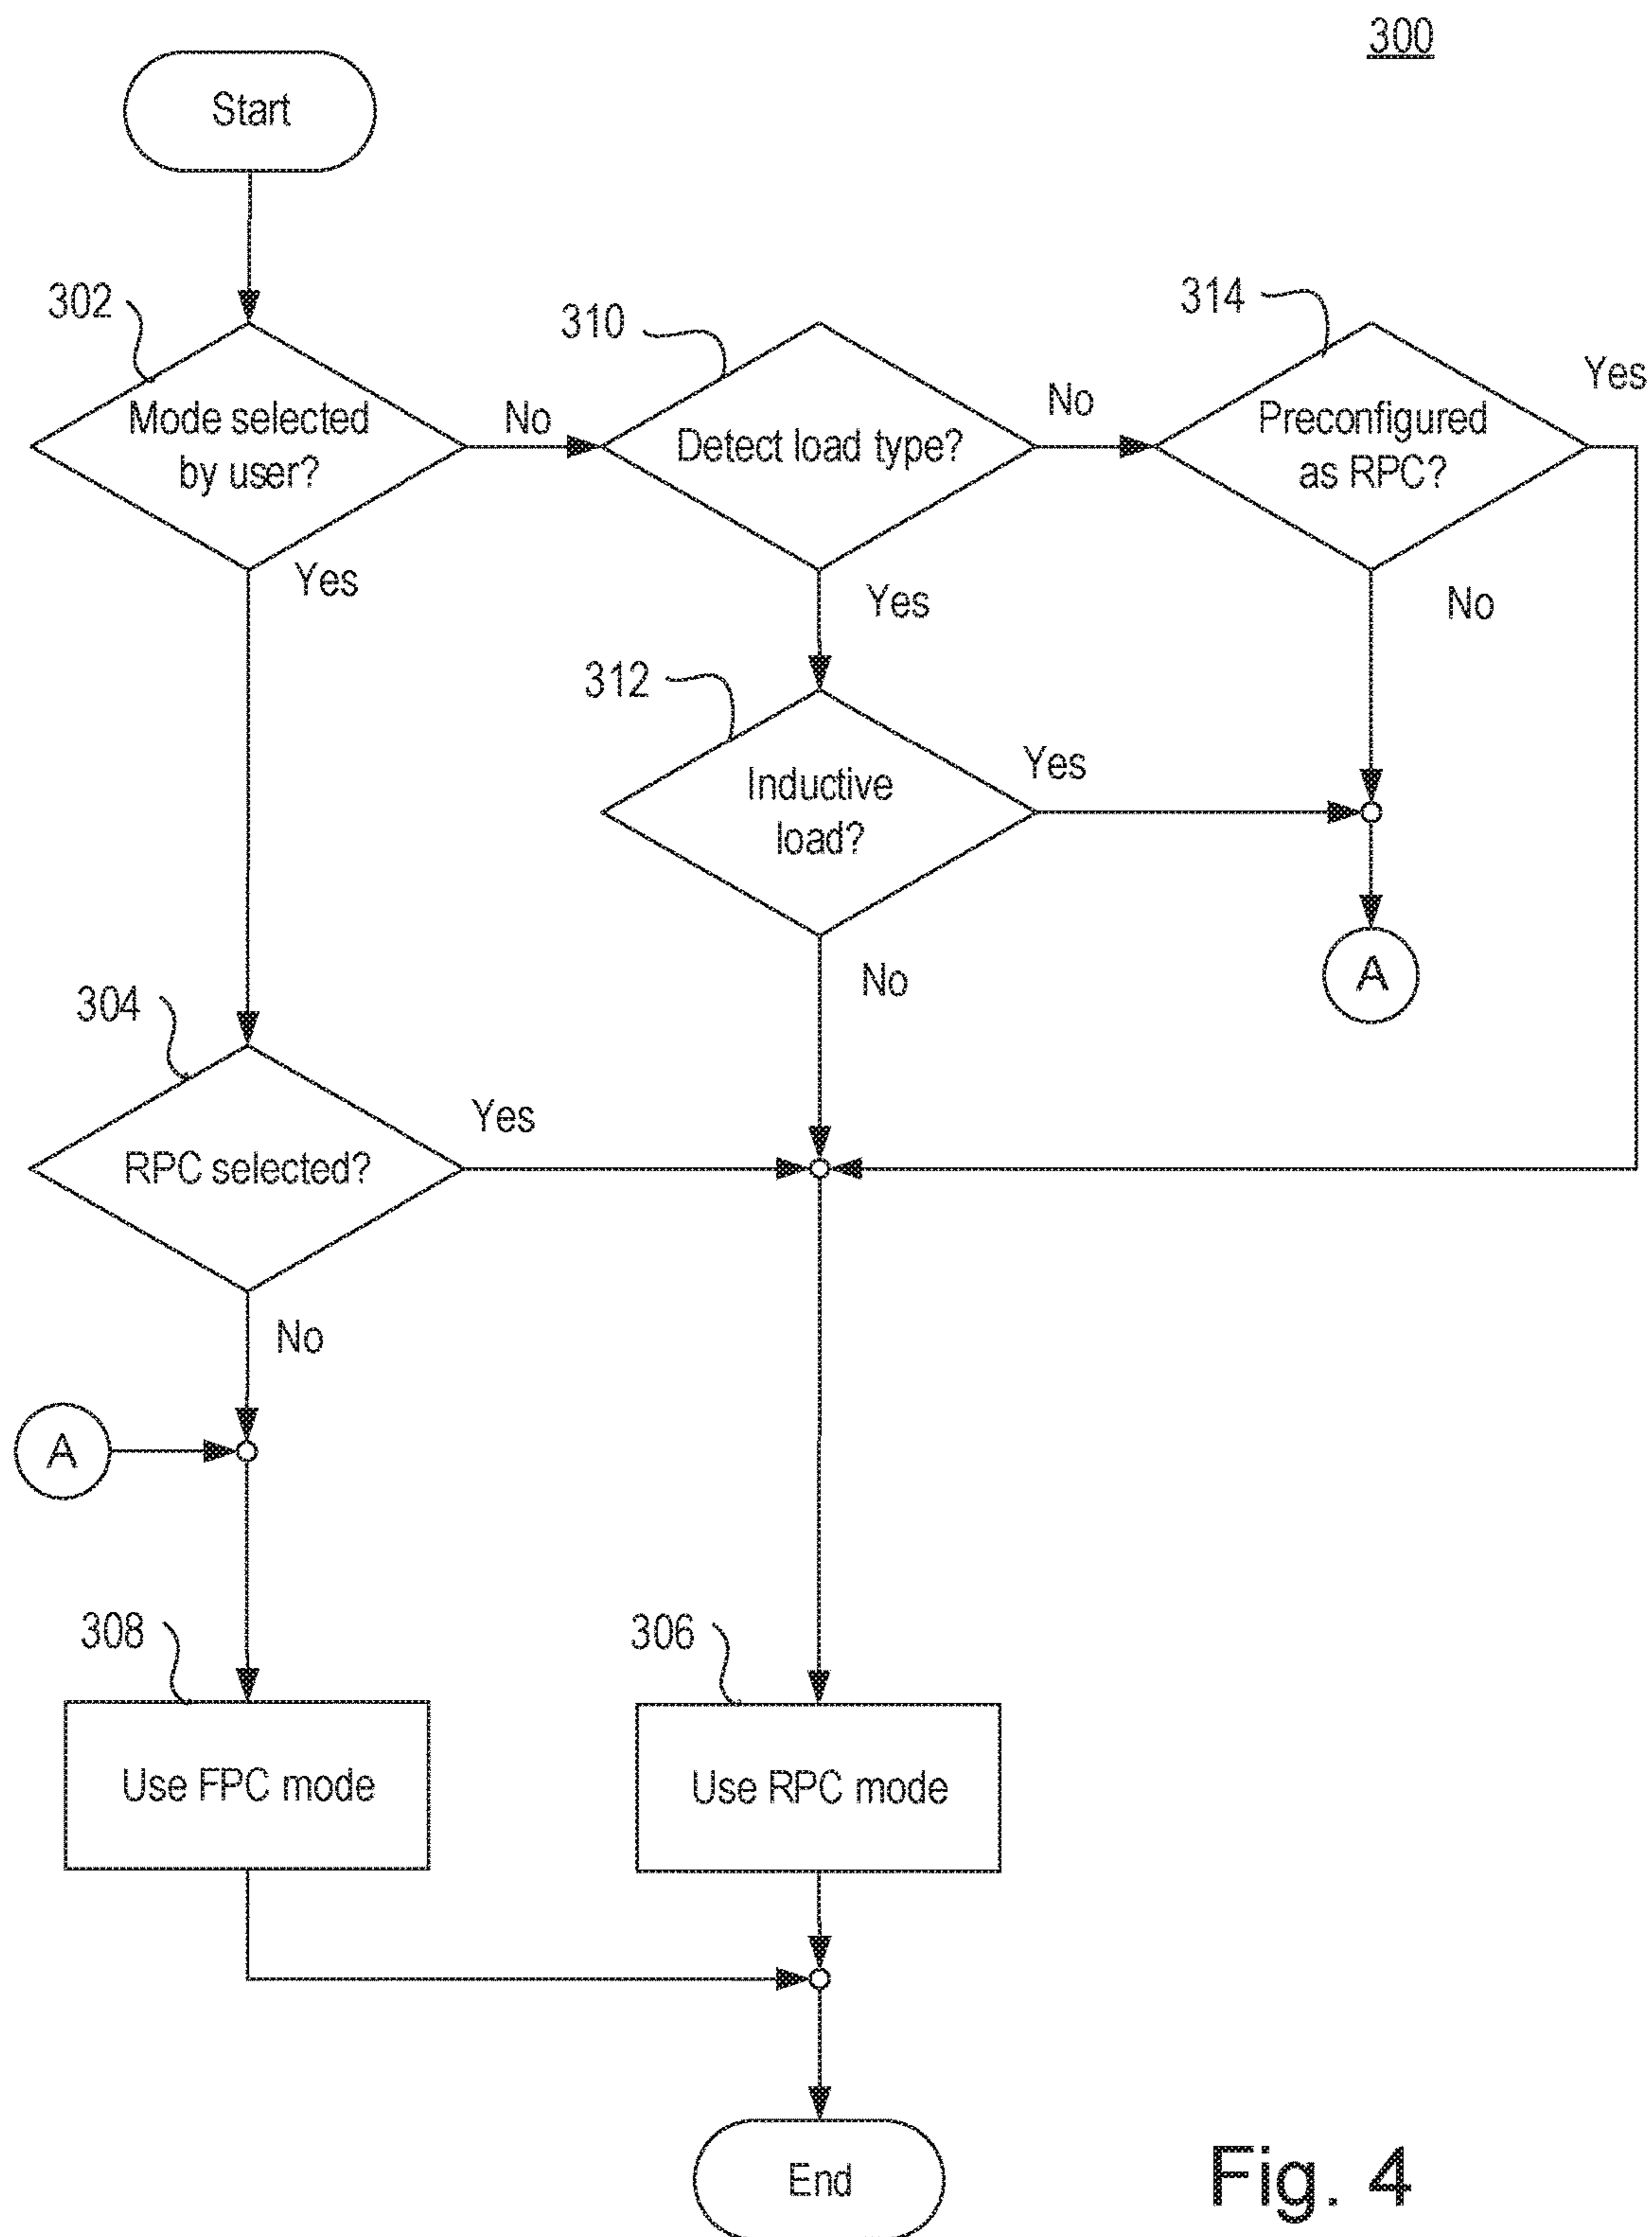 300
Start
302
310
314
Mode selected
by user?
No
Detect load type?
No
Preconfigured
as RPC?
Yes
Yes
Yes
No
312
Inductive
load?
Yes
A
No
304
RPC selected?
Yes
No
A
308
306
Use FPC mode
Use RPC mode
End
Fig. 4